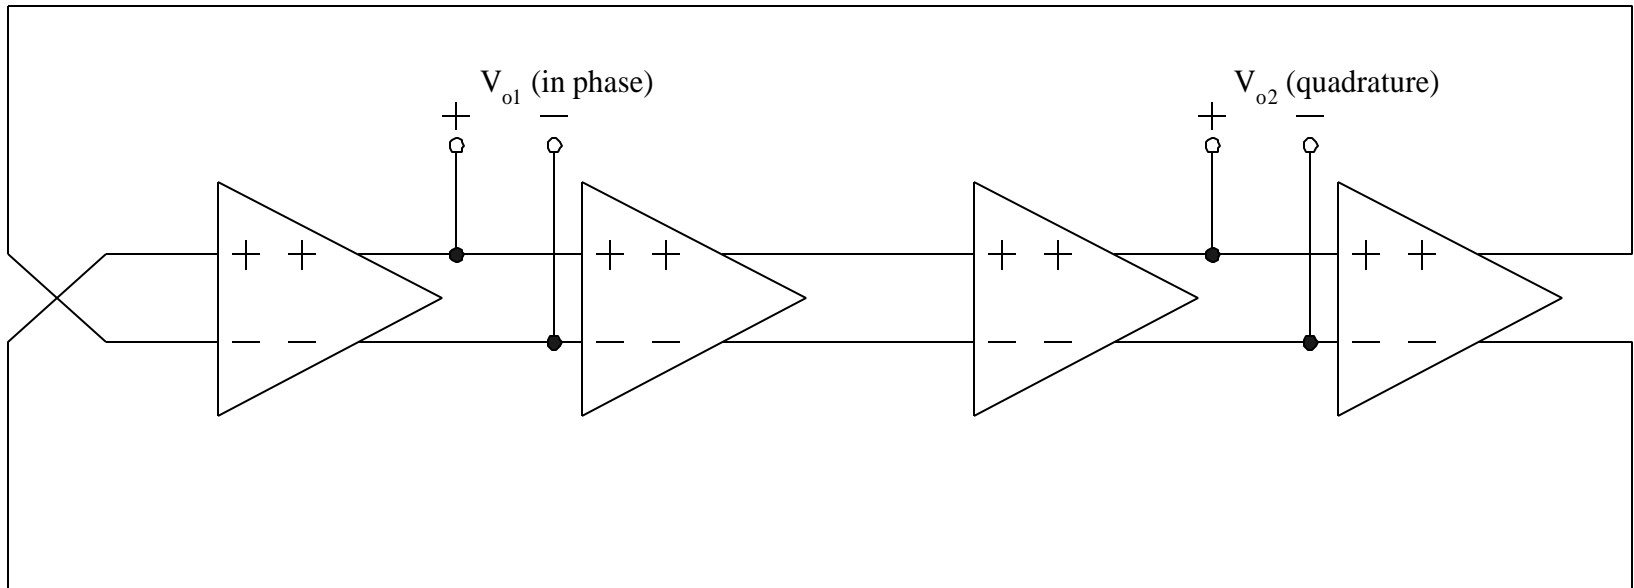 V_o1 (in phase)
V_o2 (quadrature)
+ − + −
+ + + + + + + +
− − − − − − − −